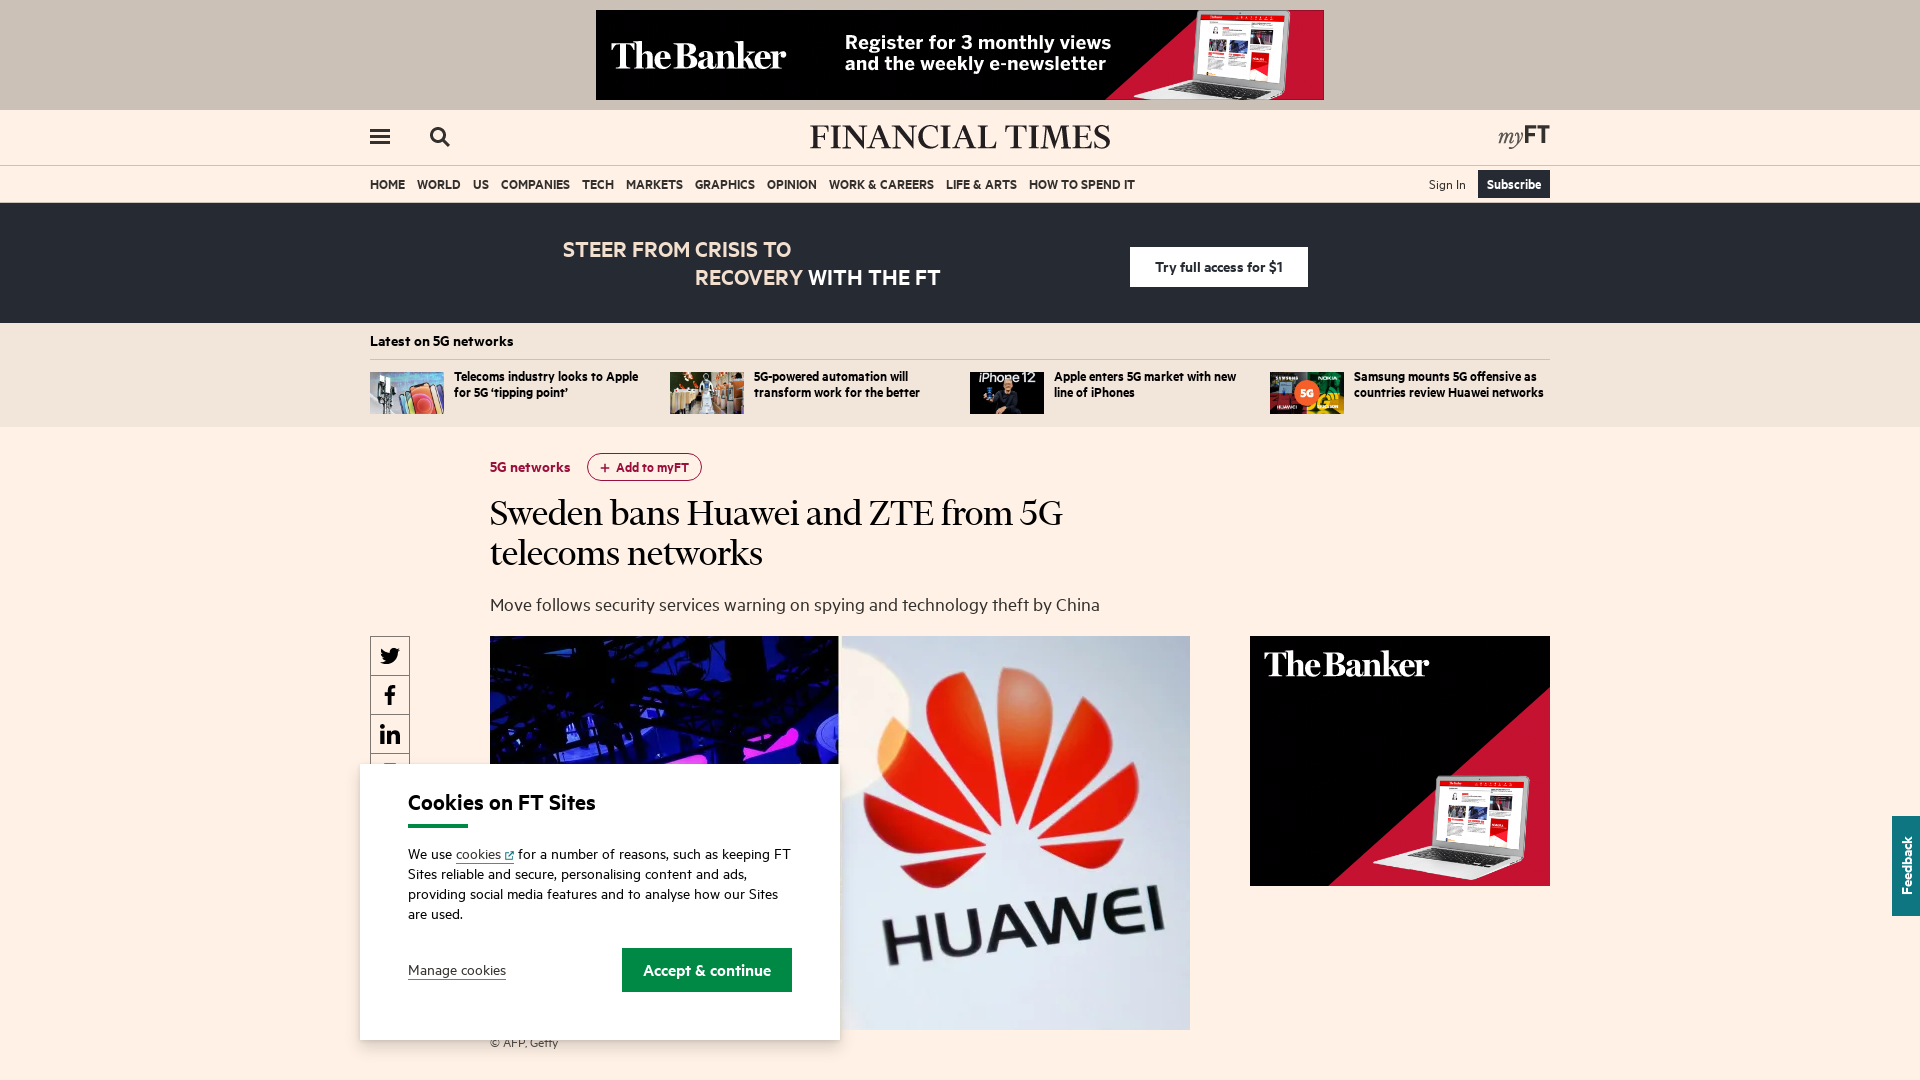 The Banker
Register for 3 monthly views
and the weekly e-newsletter
FINANCIAL TIMES
myFT
HOME WORLD US COMPANIES TECH MARKETS GRAPHICS OPINION WORK & CAREERS LIFE & ARTS HOW TO SPEND IT
Sign In Subscribe
STEER FROM CRISIS TO
RECOVERY WITH THE FT
Try full access for $1
Latest on 5G networks
Telecoms industry looks to Apple
for 5G ‘tipping point’
5G-powered automation will
transform work for the better
iPhone 12
Apple enters 5G market with new
line of iPhones
SAMSUNG
NOKIA
5G
HUAWEI
Samsung mounts 5G offensive as
countries review Huawei networks
5G networks
+ Add to myFT
Sweden bans Huawei and ZTE from 5G
telecoms networks
Move follows security services warning on spying and technology theft by China
HUAWEI
The Banker
Cookies on FT Sites
We use cookies for a number of reasons, such as keeping FT
Sites reliable and secure, personalising content and ads,
providing social media features and to analyse how our Sites
are used.
Manage cookies
Accept & continue
© AFP, Getty
Feedback